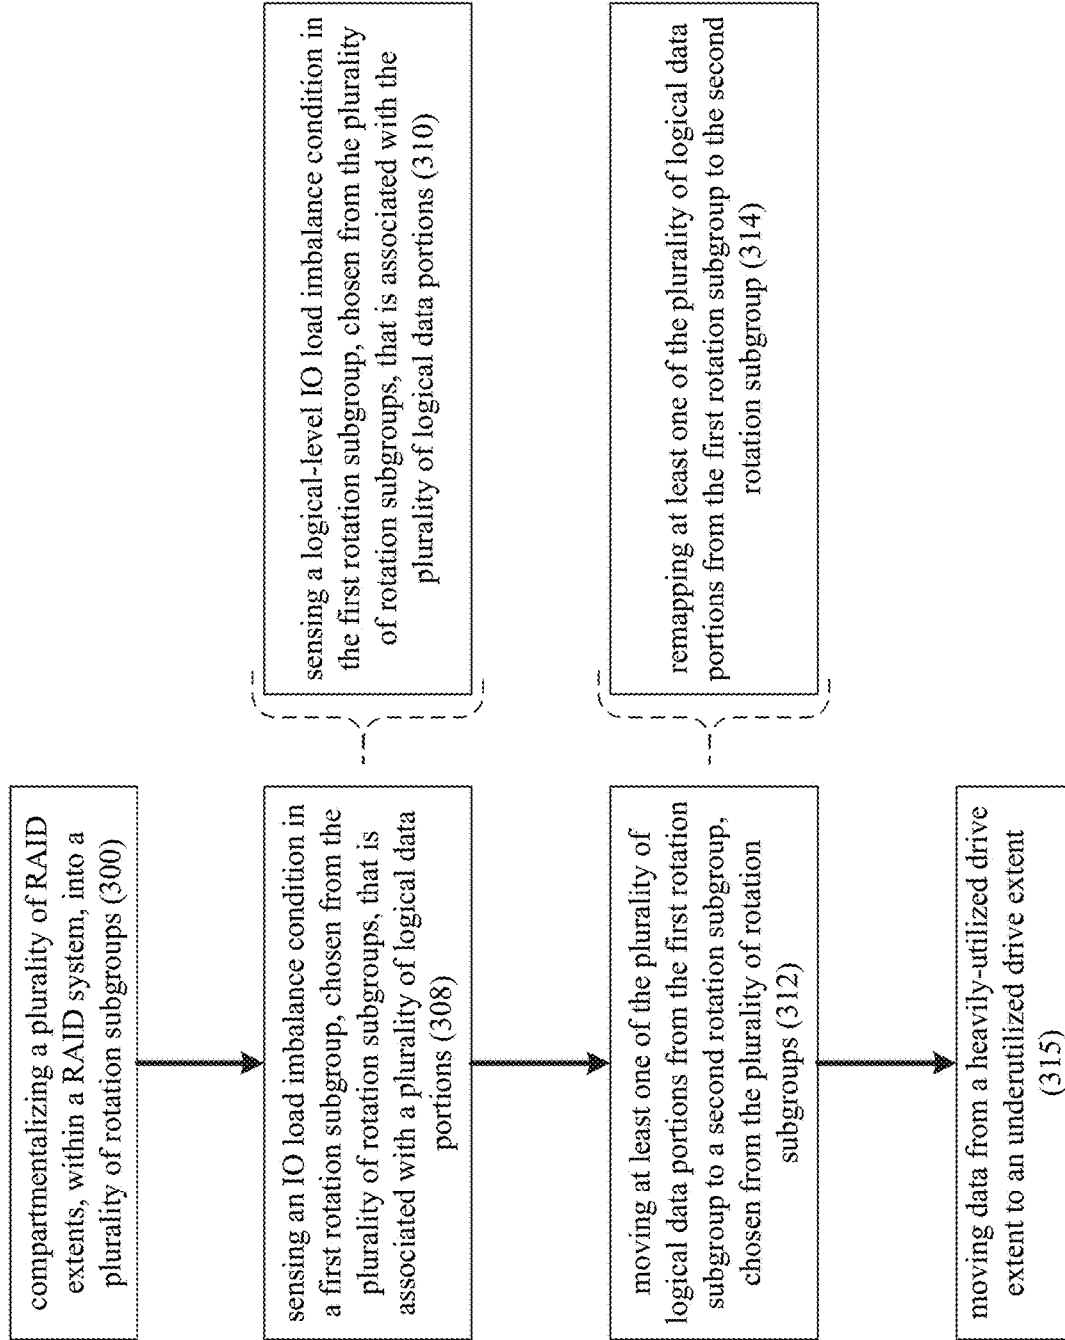 compartmentalizing a plurality of RAID
extents, within a RAID system, into a
plurality of rotation subgroups (300)
sensing an IO load imbalance condition in
a first rotation subgroup, chosen from the
plurality of rotation subgroups, that is
associated with a plurality of logical data
portions (308)
sensing a logical-level IO load imbalance condition in
the first rotation subgroup, chosen from the plurality
of rotation subgroups, that is associated with the
plurality of logical data portions (310)
moving at least one of the plurality of
logical data portions from the first rotation
subgroup to a second rotation subgroup,
chosen from the plurality of rotation
subgroups (312)
remapping at least one of the plurality of logical data
portions from the first rotation subgroup to the second
rotation subgroup (314)
moving data from a heavily-utilized drive
extent to an underutilized drive extent
(315)